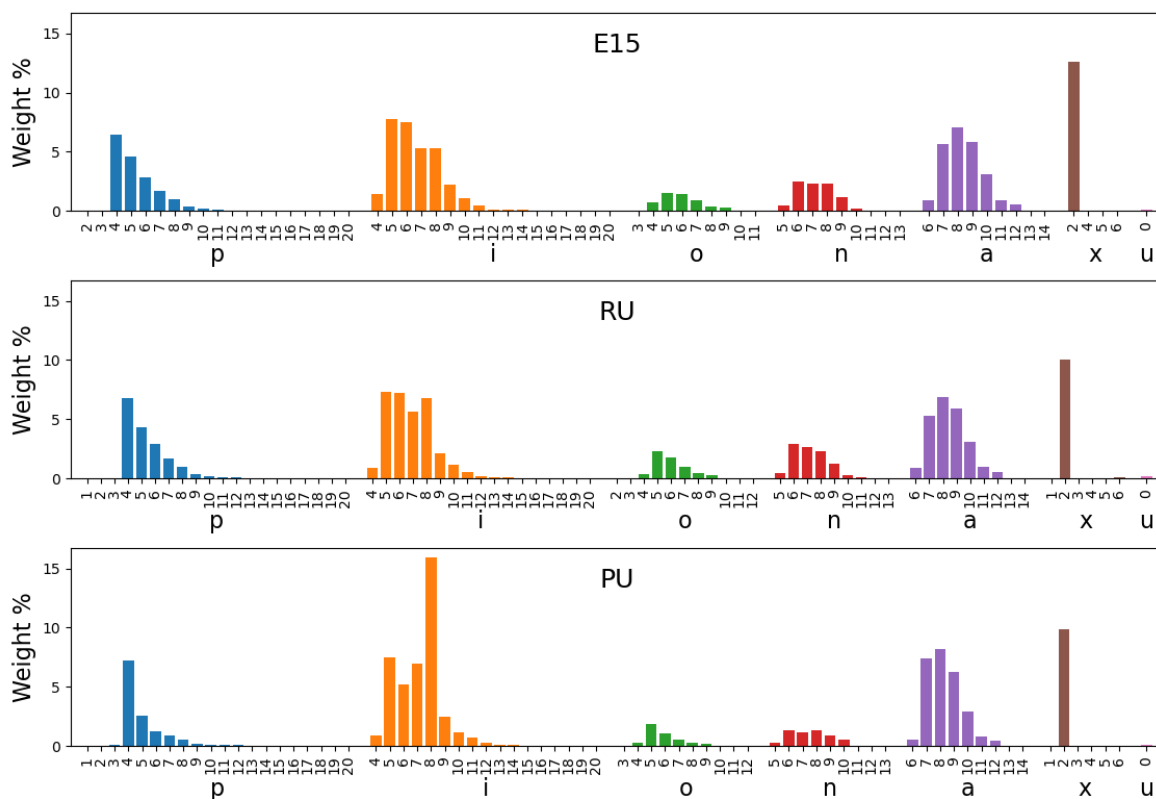 E15
Weight %
15
10
5
0
2 3 4 5 6 7 8 9 10 11 12 13 14 15 16 17 18 19 20 4 5 6 7 8 9 10 11 12 13 14 15 16 17 18 19 20 3 4 5 6 7 8 9 10 11 5 6 7 8 9 10 11 12 13 6 7 8 9 10 11 12 13 14 2 4 5 6 0
p i o n a x u
RU
Weight %
15
10
5
0
1 2 3 4 5 6 7 8 9 10 11 12 13 14 15 16 17 18 19 20 4 5 6 7 8 9 10 11 12 13 14 15 16 17 18 19 20 2 3 4 5 6 7 8 9 10 11 12 5 6 7 8 9 10 11 12 13 6 7 8 9 10 11 12 13 14 1 2 3 4 5 6 0
p i o n a x u
PU
Weight %
15
10
5
0
1 2 3 4 5 6 7 8 9 10 11 12 13 14 15 16 17 18 19 20 4 5 6 7 8 9 10 11 12 13 14 15 16 17 18 19 20 3 4 5 6 7 8 9 10 11 12 5 6 7 8 9 10 11 12 13 6 7 8 9 10 11 12 13 14 1 2 3 4 5 6 0
p i o n a x u